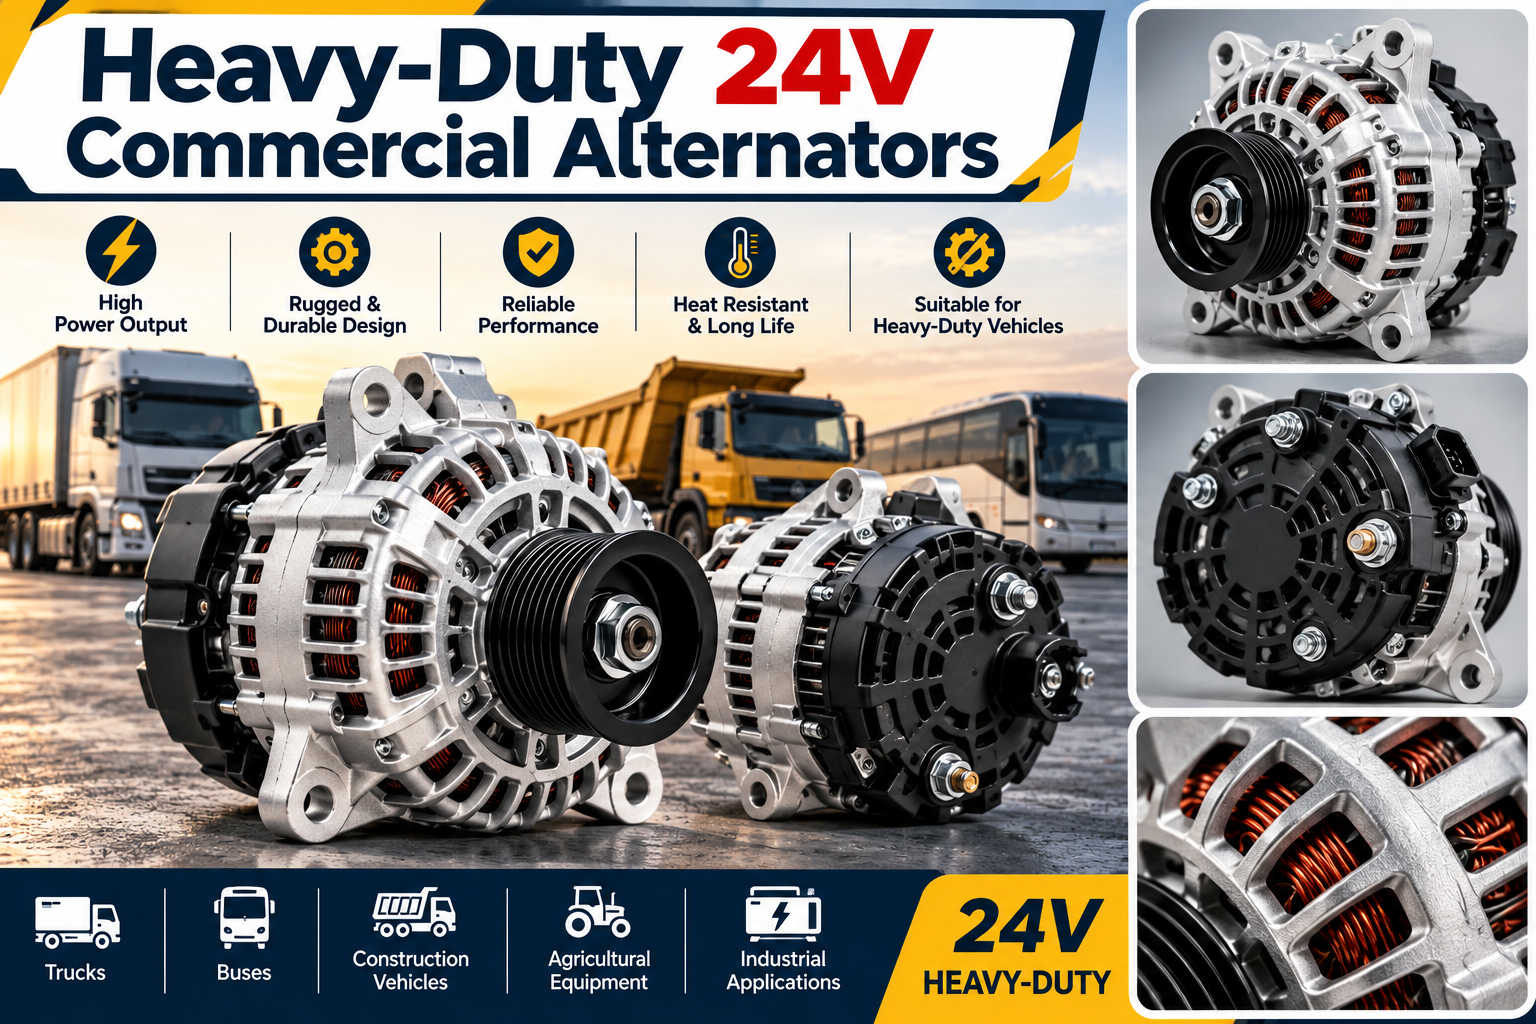 Heavy-Duty 24V
Commercial Alternators
High
Power Output
Rugged &
Durable Design
Reliable
Performance
Heat Resistant
& Long Life
Suitable for
Heavy-Duty Vehicles
Trucks
Buses
Construction
Vehicles
Agricultural
Equipment
Industrial
Applications
24V
HEAVY-DUTY